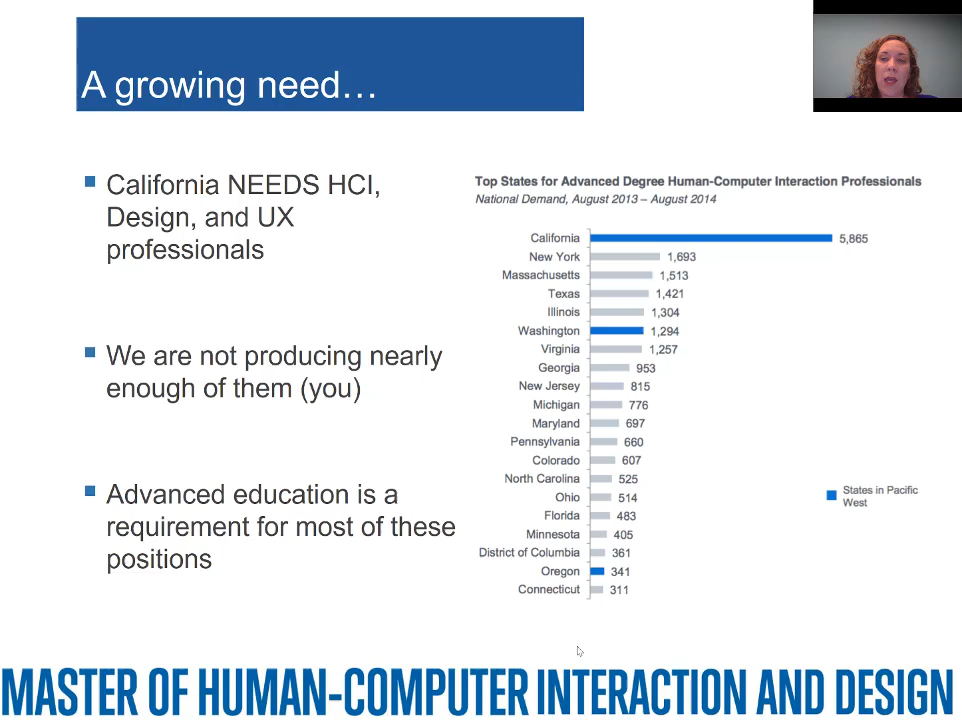 A growing need…
California NEEDS HCI,
Design, and UX
professionals
We are not producing nearly
enough of them (you)
Advanced education is a
requirement for most of these
positions
Top States for Advanced Degree Human-Computer Interaction Professionals
National Demand, August 2013 – August 2014
California 5,865
New York 1,693
Massachusetts 1,513
Texas 1,421
Illinois 1,304
Washington 1,294
Virginia 1,257
Georgia 953
New Jersey 815
Michigan 776
Maryland 697
Pennsylvania 660
Colorado 607
North Carolina 525
Ohio 514
Florida 483
Minnesota 405
District of Columbia 361
Oregon 341
Connecticut 311
States in Pacific
West
MASTER OF HUMAN-COMPUTER INTERACTION AND DESIGN